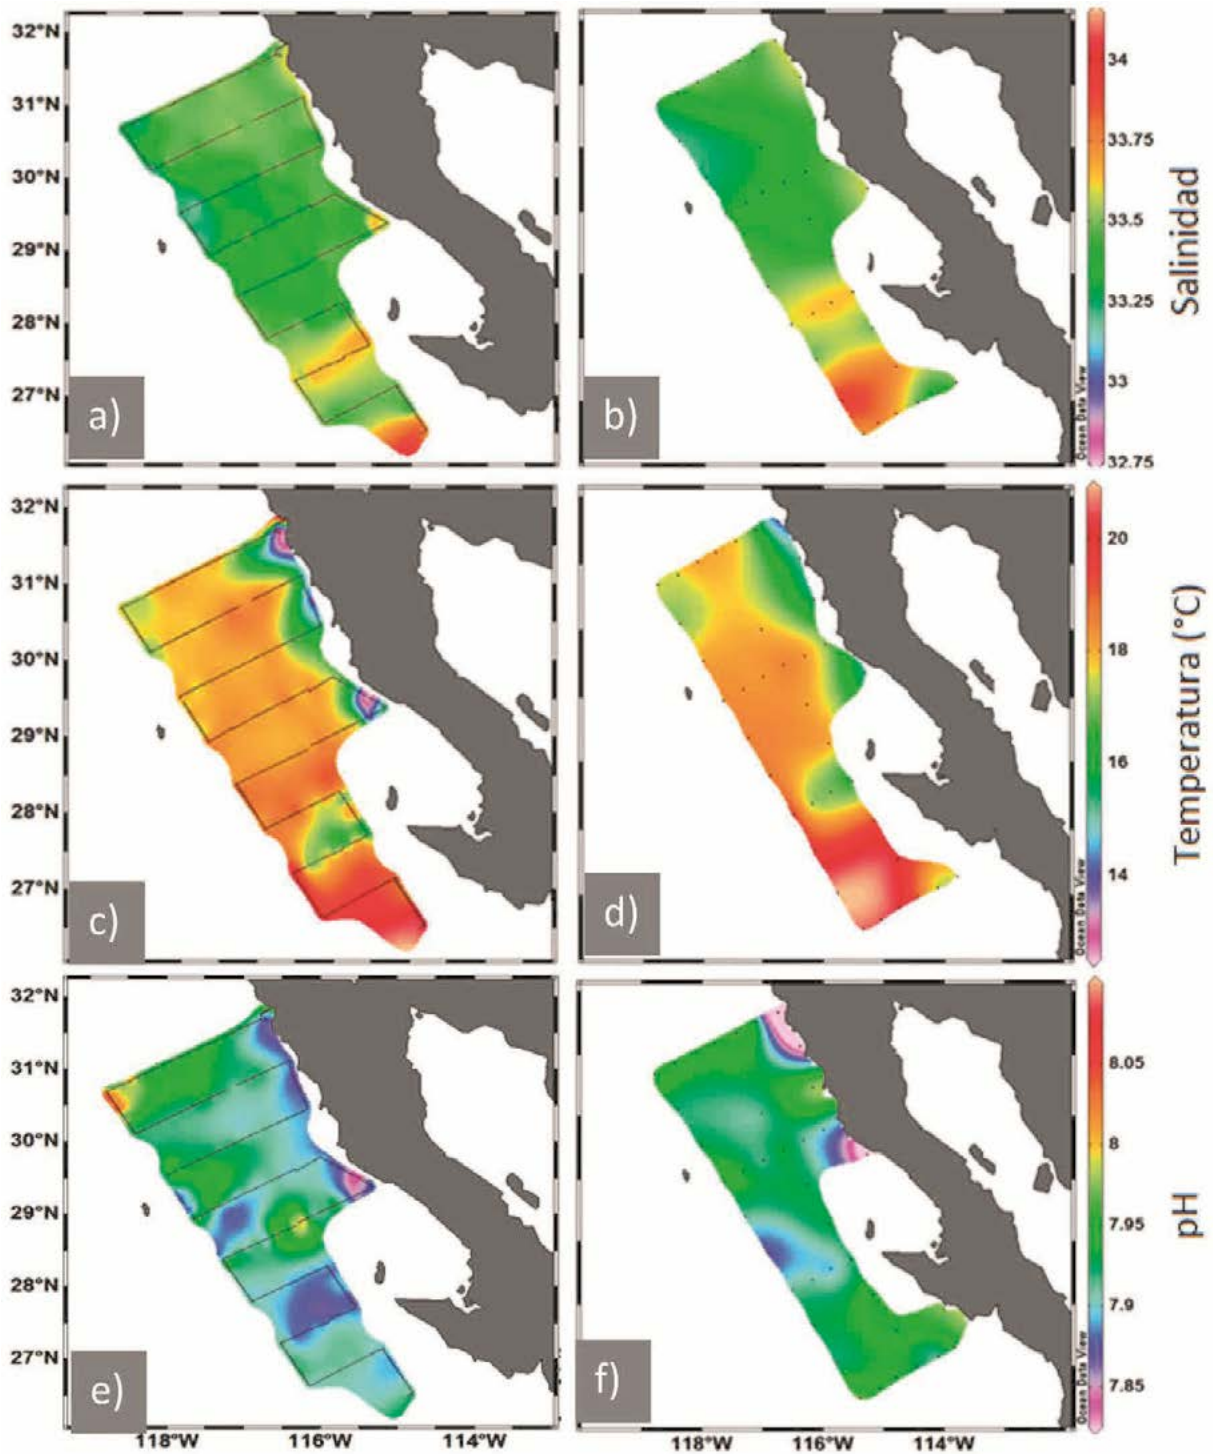 32°N
31°N
30°N
29°N
28°N
27°N
a)
b)
34
33.75
33.5
33.25
33
32.75
Salinidad
Ocean Data View
32°N
31°N
30°N
29°N
28°N
27°N
c)
d)
20
18
16
14
Temperatura (°C)
Ocean Data View
32°N
31°N
30°N
29°N
28°N
27°N
e)
f)
8.05
8
7.95
7.9
7.85
pH
Ocean Data View
118°W 116°W 114°W
118°W 116°W 114°W